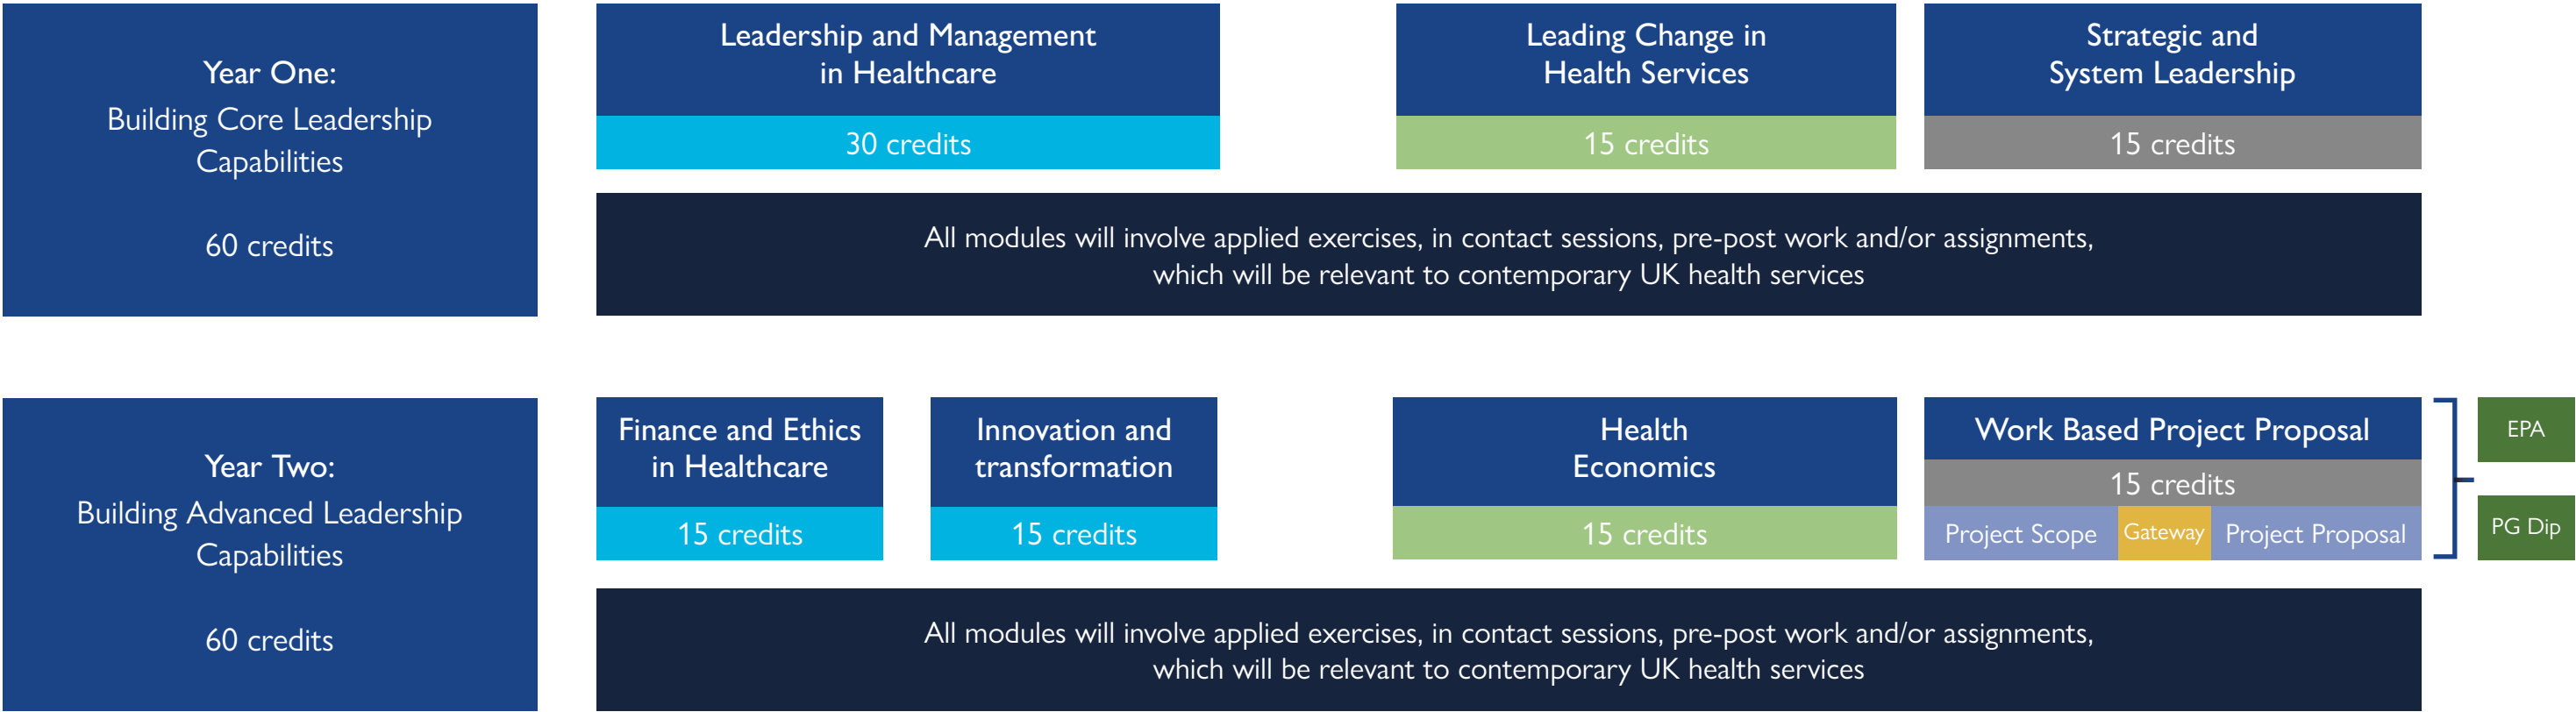 Year One:
Building Core Leadership
Capabilities
60 credits
Leadership and Management
in Healthcare
30 credits
Leading Change in
Health Services
15 credits
Strategic and
System Leadership
15 credits
All modules will involve applied exercises, in contact sessions, pre-post work and/or assignments,
which will be relevant to contemporary UK health services
Year Two:
Building Advanced Leadership
Capabilities
60 credits
Finance and Ethics
in Healthcare
15 credits
Innovation and
transformation
15 credits
Health
Economics
15 credits
Work Based Project Proposal
15 credits
Project Scope
Gateway
Project Proposal
EPA
PG Dip
All modules will involve applied exercises, in contact sessions, pre-post work and/or assignments,
which will be relevant to contemporary UK health services